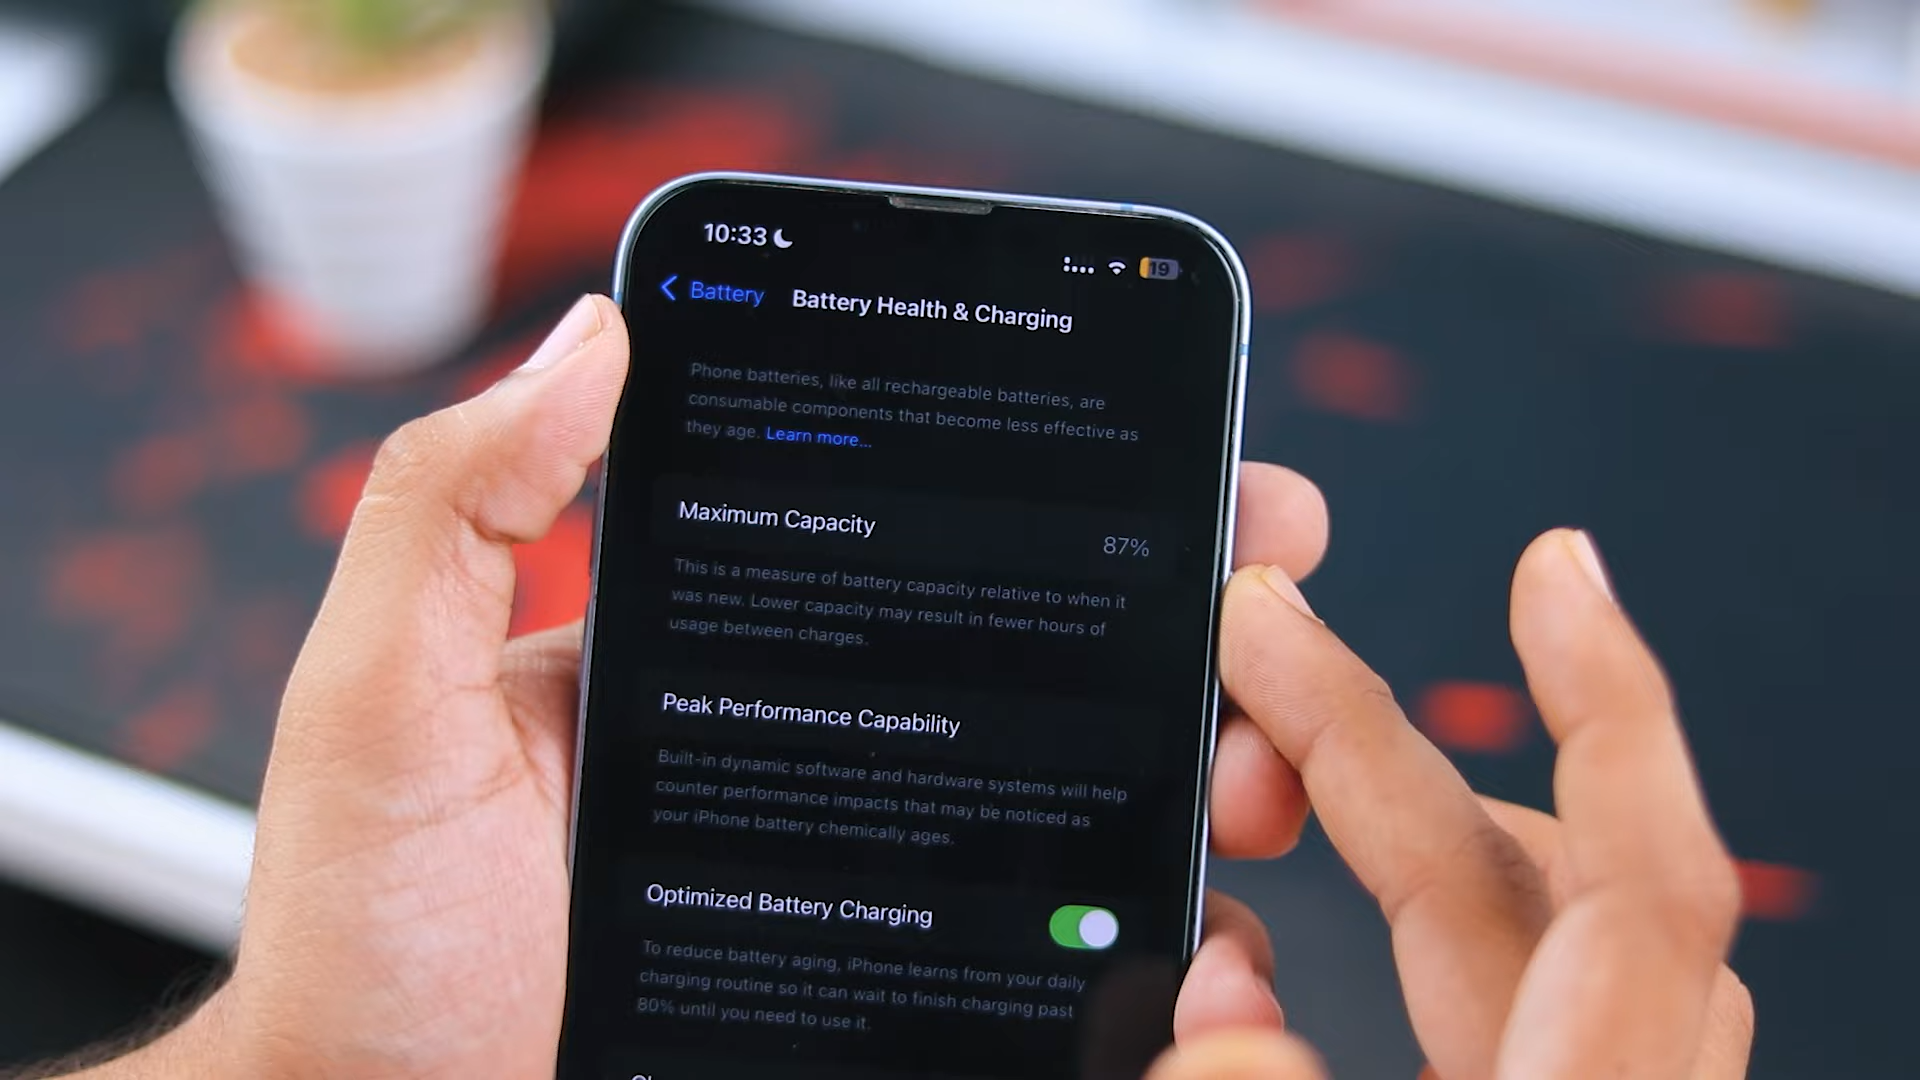 10:33
19
Battery
Battery Health & Charging
Phone batteries, like all rechargeable batteries, are
consumable components that become less effective as
they age. Learn more...
Maximum Capacity
87%
This is a measure of battery capacity relative to when it
was new. Lower capacity may result in fewer hours of
usage between charges.
Peak Performance Capability
Built-in dynamic software and hardware systems will help
counter performance impacts that may be noticed as
your iPhone battery chemically ages.
Optimized Battery Charging
To reduce battery aging, iPhone learns from your daily
charging routine so it can wait to finish charging past
80% until you need to use it.